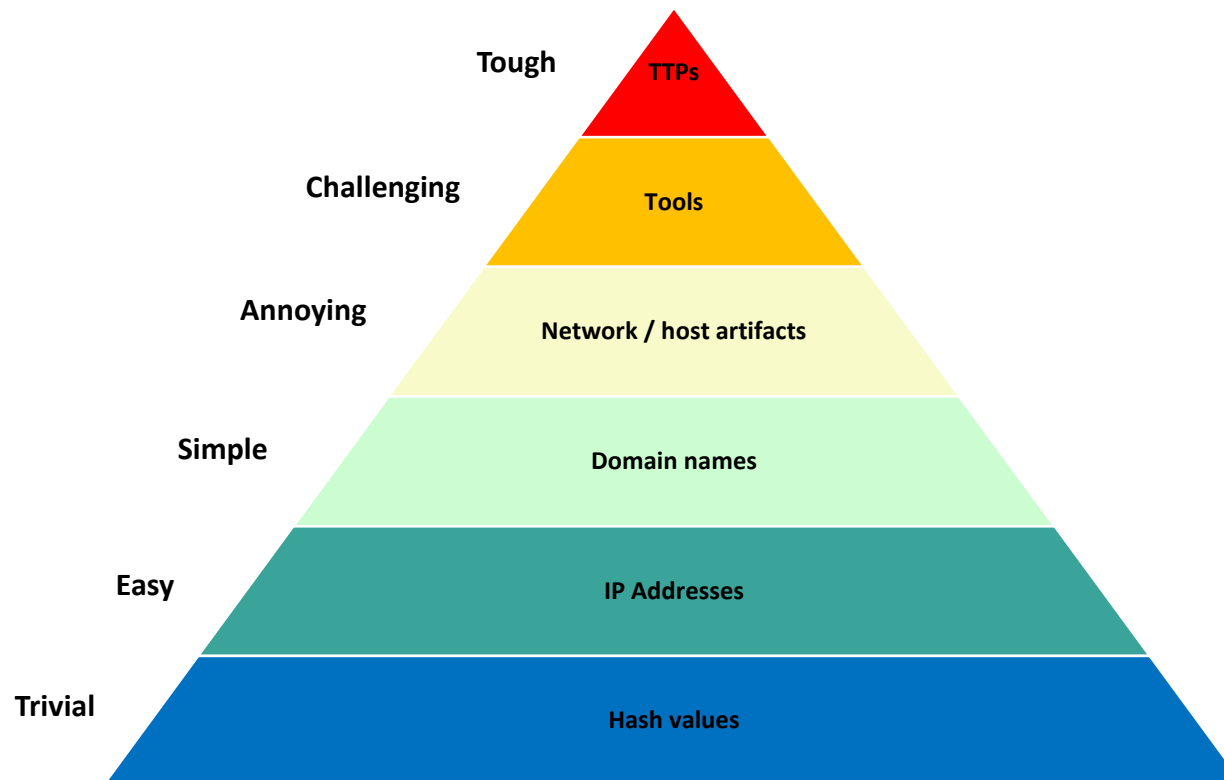 Tough
TTPs
Challenging
Tools
Annoying
Network / host artifacts
Simple
Domain names
Easy
IP Addresses
Trivial
Hash values